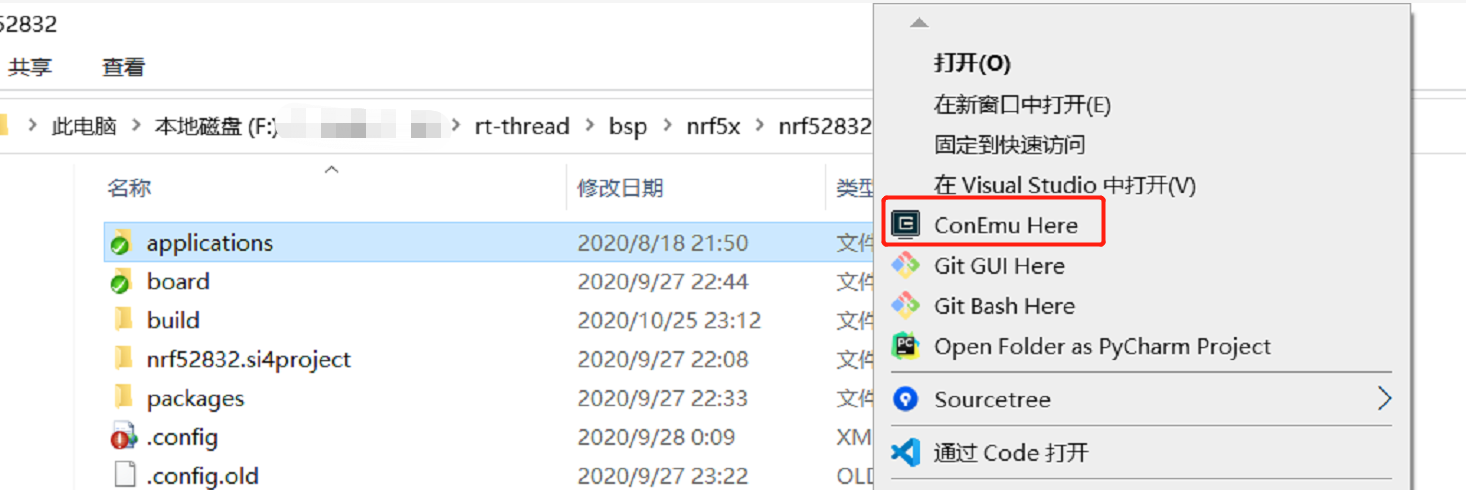 52832
共享 查看
此电脑 本地磁盘 (F:) rt-thread bsp nrf5x nrf52832
名称 修改日期 类型
applications 2020/8/18 21:50 文件
board 2020/9/27 22:44 文件
build 2020/10/25 23:12 文件
nrf52832.si4project 2020/9/27 22:08 文件
packages 2020/9/27 22:33 文件
.config 2020/9/28 0:09 XM
.config.old 2020/9/27 23:22 OLD
打开(O)
在新窗口中打开(E)
固定到快速访问
在 Visual Studio 中打开(V)
ConEmu Here
Git GUI Here
Git Bash Here
Open Folder as PyCharm Project
Sourcetree
通过 Code 打开